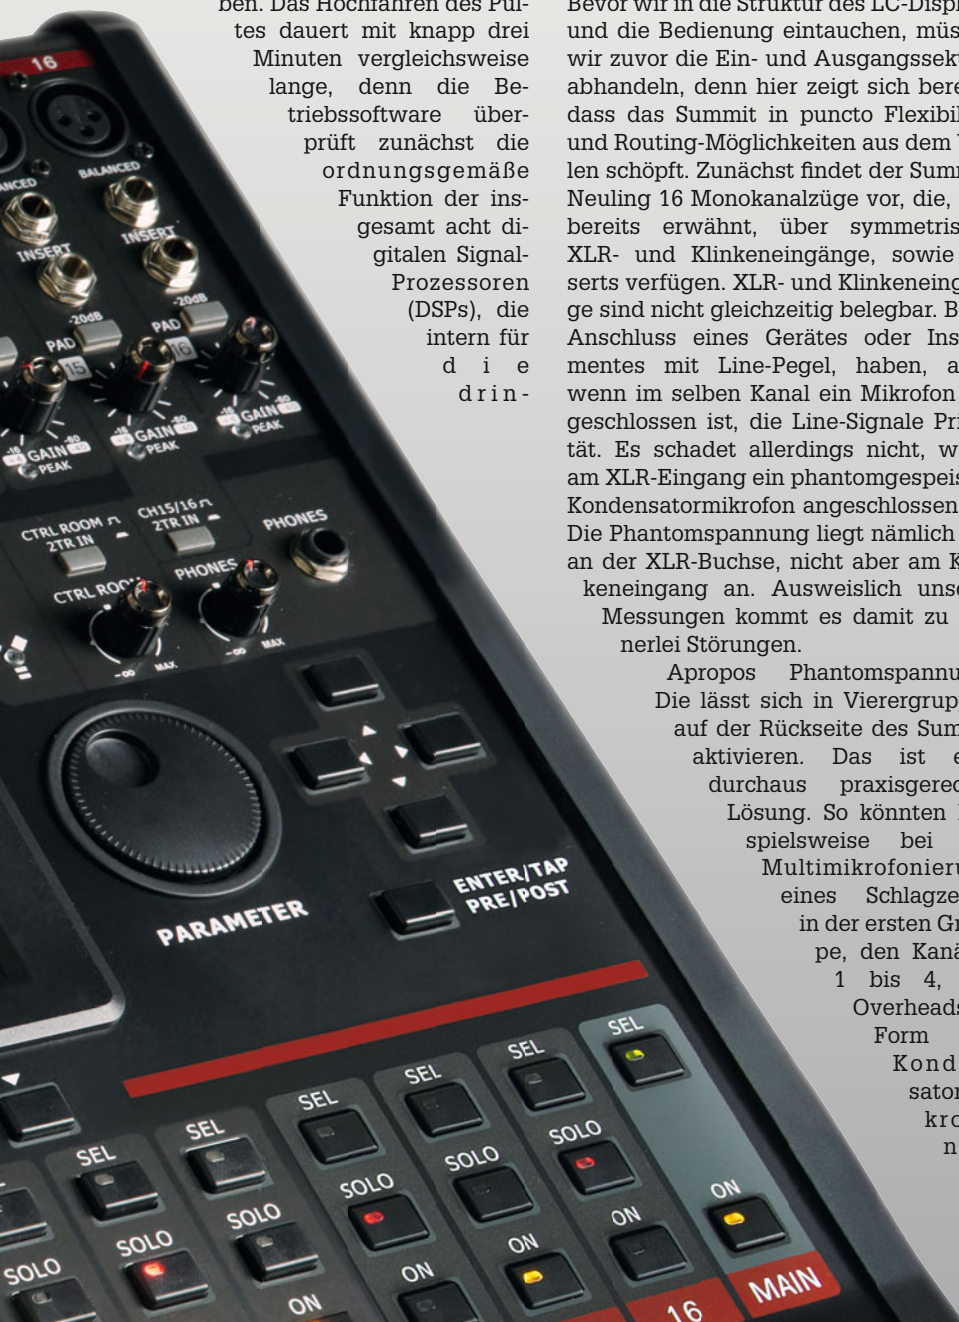 ben. Das Hochfahren des Pul-
tes dauert mit knapp drei
Minuten vergleichsweise
lange, denn die Be-
triebssoftware über-
prüft zunächst die
ordnungsgemäße
Funktion der ins-
gesamt acht di-
gitalen Signal-
Prozessoren
(DSPs), die
intern für
d i e
drin-
Bevor wir in die Struktur des LC-Displ
und die Bedienung eintauchen, müs
wir zuvor die Ein- und Ausgangssekt
abhandeln, denn hier zeigt sich bere
dass das Summit in puncto Flexibil
und Routing-Möglichkeiten aus dem
len schöpft. Zunächst findet der Sum
Neuling 16 Monokanalzüge vor, die,
bereits erwähnt, über symmetris
XLR- und Klinkeneingänge, sowie
serts verfügen. XLR- und Klinkeneing
ge sind nicht gleichzeitig belegbar. B
Anschluss eines Gerätes oder Ins
mentes mit Line-Pegel, haben, a
wenn im selben Kanal ein Mikrofon
geschlossen ist, die Line-Signale Pri
tät. Es schadet allerdings nicht, w
am XLR-Eingang ein phantomgespeis
Kondensatormikrofon angeschlossen
Die Phantomspannung liegt nämlich
an der XLR-Buchse, nicht aber am K
keneingang an. Ausweislich unse
Messungen kommt es damit zu
nerlei Störungen.
Apropos Phantomspannu
Die lässt sich in Vierergrup
auf der Rückseite des Sum
aktivieren. Das ist e
durchaus praxisgerec
Lösung. So könnten
spielsweise bei
Multimikrofonieru
eines Schlagze
in der ersten Gr
pe, den Kanä
1 bis 4,
Overheads
Form
Kond
sator
kro
n
16
ANCED
BALANCED
INSERT
INSERT
-20dB
PAD
-20dB
PAD
15
16
GAIN
PEAK
GAIN
PEAK
GAIN
PEAK
CTRL ROOM
2TR IN
CH15/16
2TR IN
PHONES
CTRL ROOM
PHONES
-∞ MAX
-∞ MAX
PARAMETER
ENTER/TAP
PRE/POST
SEL
SEL
SEL
SEL
SEL
SEL
SOLO
SOLO
SOLO
SOLO
SOLO
SOLO
ON
ON
ON
ON
ON
16
MAIN